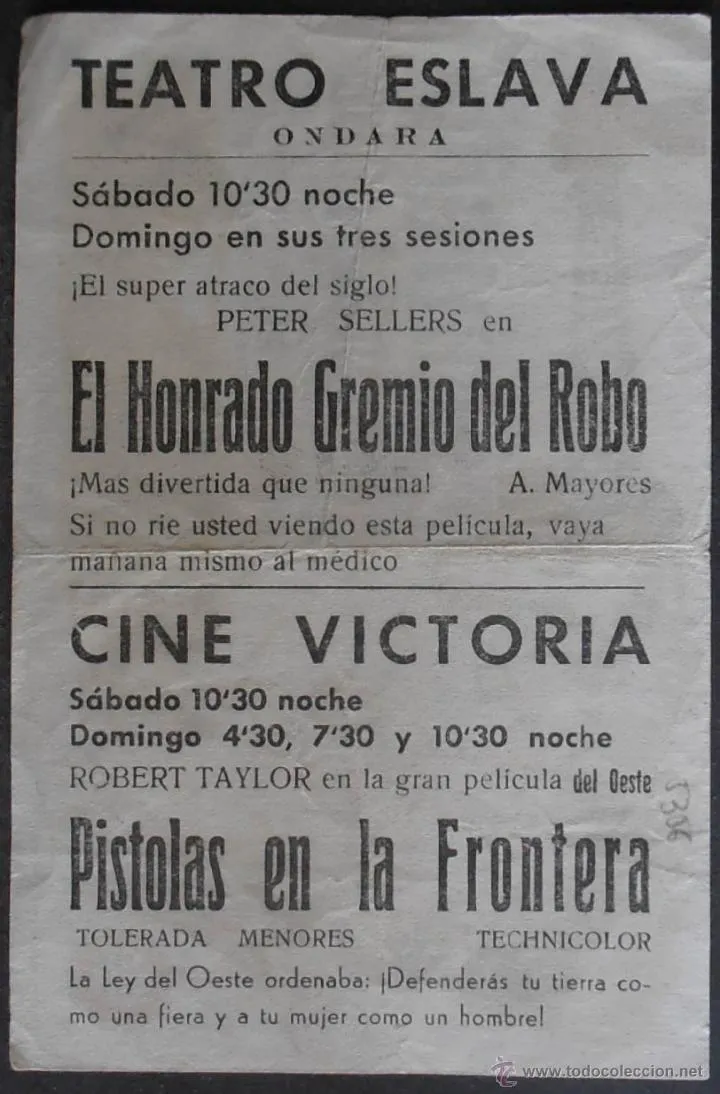 TEATRO ESLAVA
ONDARA
Sábado 10'30 noche
Domingo en sus tres sesiones
¡El super atraco del siglo!
PETER SELLERS en
El Honrado Gremio del Robo
¡Mas divertida que ninguna! A. Mayores
Si no rie usted viendo esta película, vaya
mañana mismo al médico
CINE VICTORIA
Sábado 10'30 noche
Domingo 4'30, 7'30 y 10'30 noche
ROBERT TAYLOR en la gran película del Oeste
Pistolas en la Frontera
TOLERADA MENORES TECHNICOLOR
La Ley del Oeste ordenaba: ¡Defenderás tu tierra co-
mo una fiera y a tu mujer como un hombre!
www.todocoleccion.net